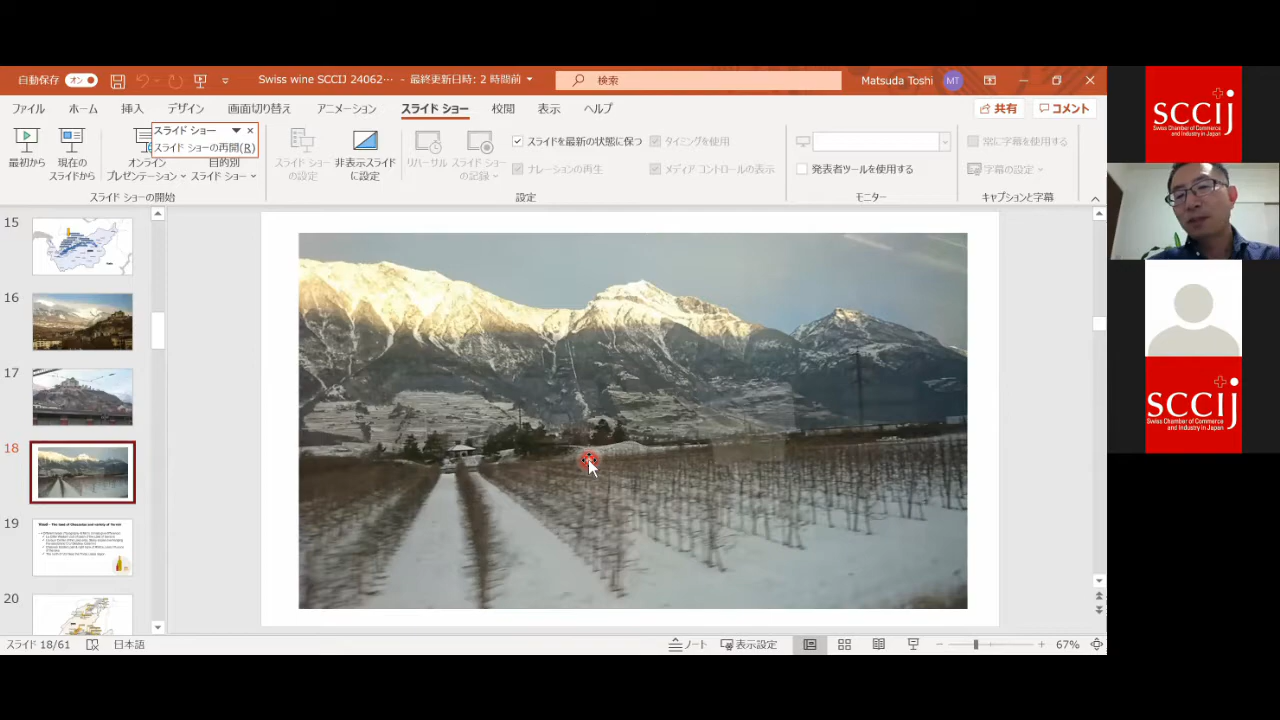 自動保存 オン
Swiss wine SCCIJ 24062… - 最終更新日時: 2 時間前
検索
Matsuda Toshi MT
ファイル ホーム 挿入 デザイン 画面切り替え アニメーション スライド ショー 校閲 表示 ヘルプ
共有 コメント
スライド ショー
スライド ショーの再開(R)
最初から 現在の
スライドから
オンライン
プレゼンテーション
目的別
スライド ショー
スライド ショー
の設定
非表示スライド
に設定
リハーサル スライド ショー
の記録
スライドを最新の状態に保つ タイミングを使用
ナレーションの再生 メディア コントロールの表示
発表者ツールを使用する
常に字幕を使用する
字幕の設定
スライド ショーの開始 設定 モニター キャプションと字幕
15
16
17
18
19
20
スライド 18/61 日本語
ノート 表示設定 67%
SCCIJ
Swiss Chamber of Commerce
and Industry in Japan
SCCIJ
Swiss Chamber of Commerce
and Industry in Japan